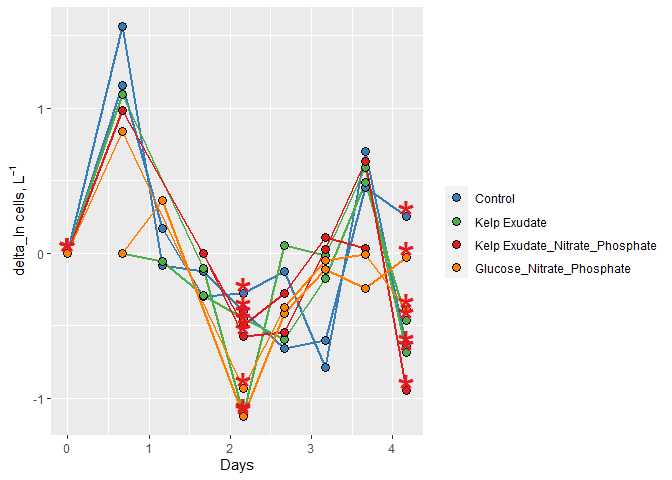 delta_ln cells, L⁻¹
1
0
-1
0
1
2
3
4
Days
Control
Kelp Exudate
Kelp Exudate_Nitrate_Phosphate
Glucose_Nitrate_Phosphate